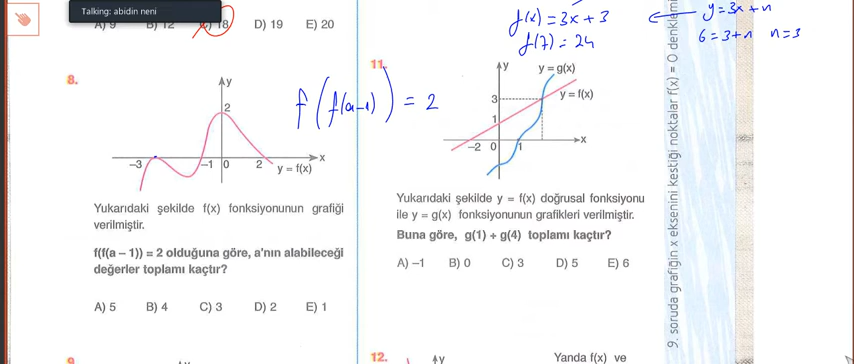 Talking: abidin neni
A) 9 B) 12 C) 18 D) 19 E) 20
f(x) = 3x + 3
f(7) = 24
y = 3x + n
6 = 3 + n n = 3
8.
y
2
-3 -1 0 2 x
y = f(x)
f(f(a-1)) = 2
Yukarıdaki şekilde f(x) fonksiyonunun grafiği
verilmiştir.
f(f(a – 1)) = 2 olduğuna göre, a'nın alabileceği
değerler toplamı kaçtır?
A) 5 B) 4 C) 3 D) 2 E) 1
9.
11.
y y = g(x)
3 y = f(x)
1
-2 0 1 x
Yukarıdaki şekilde y = f(x) doğrusal fonksiyonu
ile y = g(x) fonksiyonunun grafikleri verilmiştir.
Buna göre, g(1) + g(4) toplamı kaçtır?
A) –1 B) 0 C) 3 D) 5 E) 6
12.
y
Yanda f(x) ve
9. soruda grafiğin x eksenini kestiği noktalar f(x) = 0 denklemi